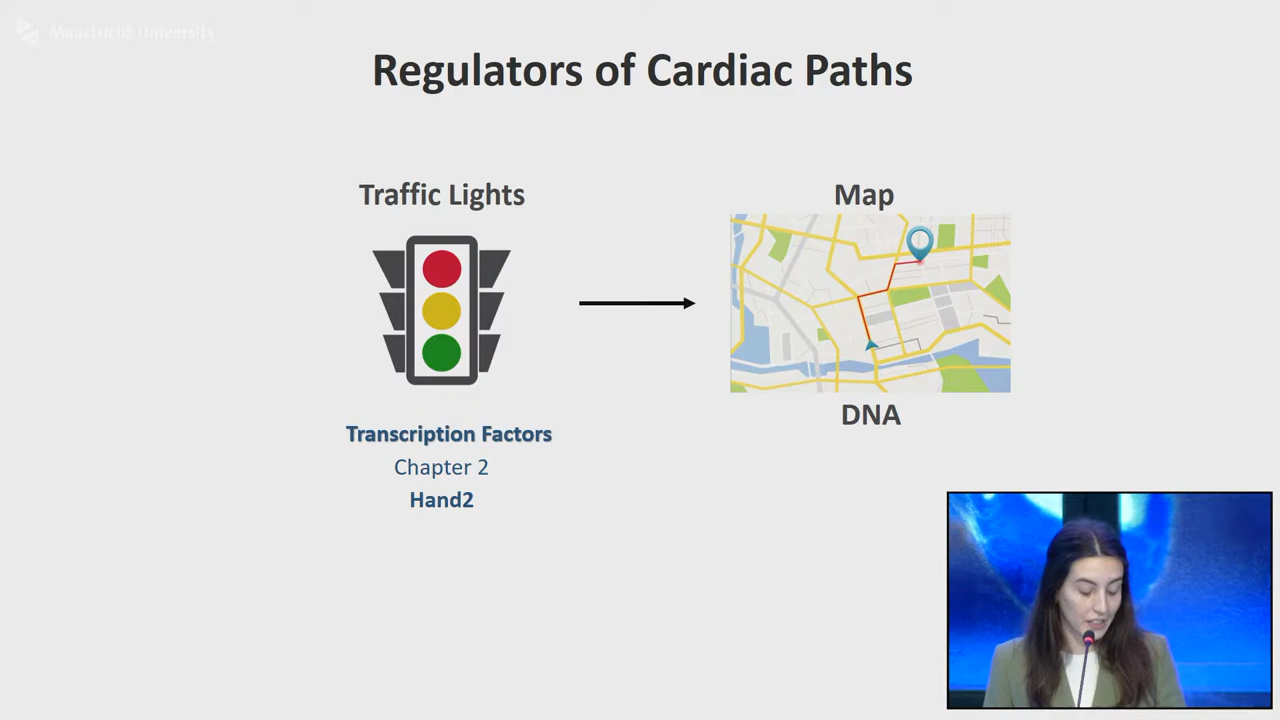 Maastricht University
Regulators of Cardiac Paths
Traffic Lights
Map
DNA
Transcription Factors
Chapter 2
Hand2